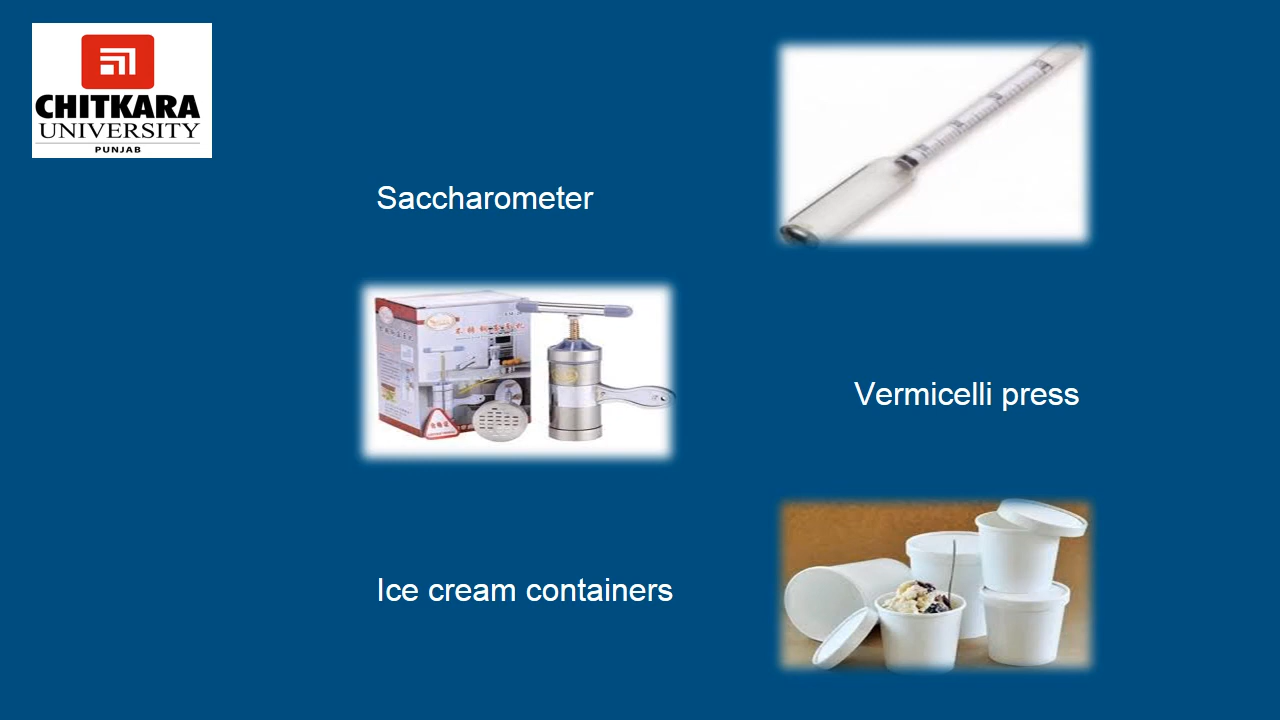 CHITKARA
UNIVERSITY
PUNJAB
Saccharometer
Vermicelli press
Ice cream containers